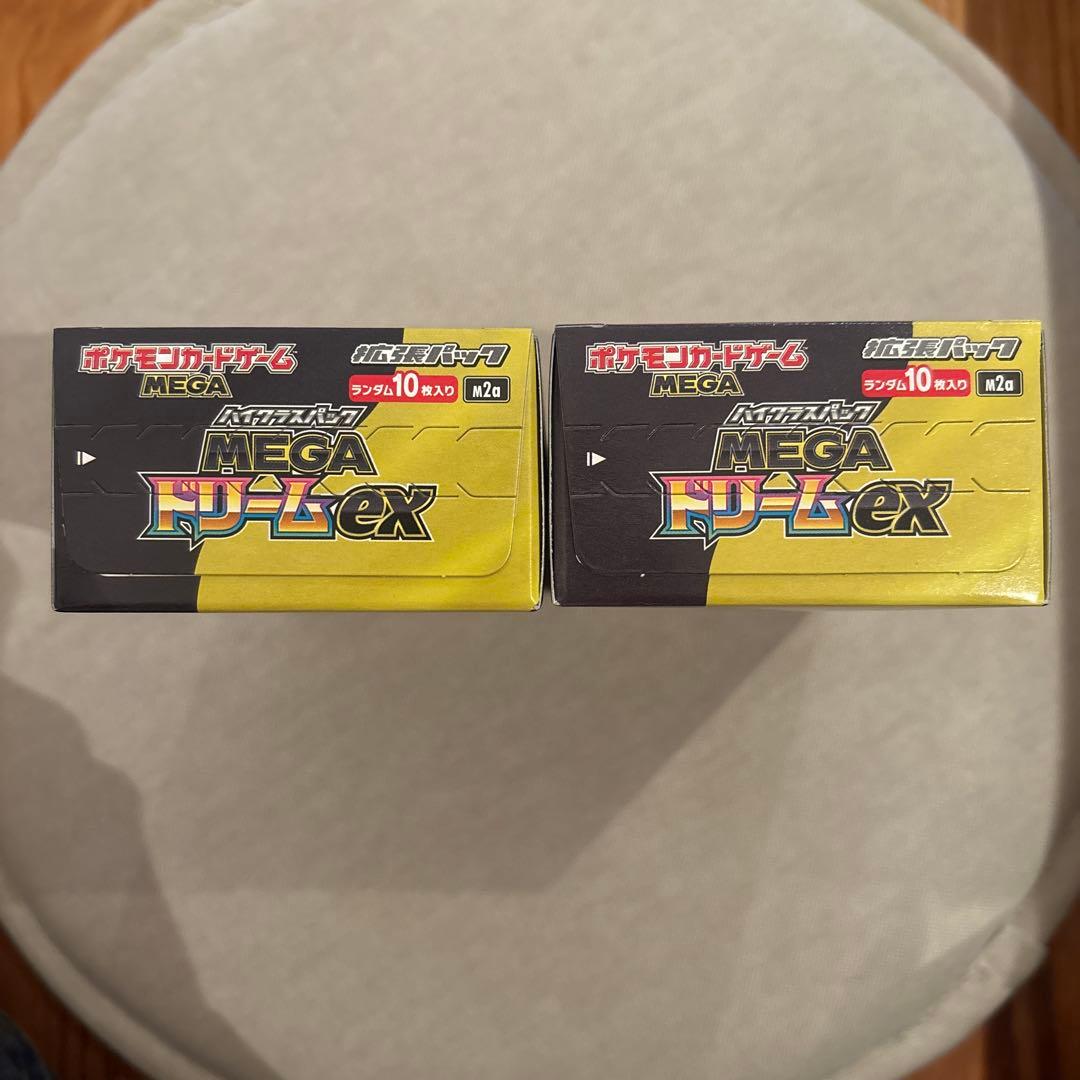 ポケモンカードゲーム
MEGA
拡張パック
ランダム10枚入り M2a
ハイクラスパック
MEGA
ドリームex
ポケモンカードゲーム
MEGA
拡張パック
ランダム10枚入り M2a
ハイクラスパック
MEGA
ドリームex